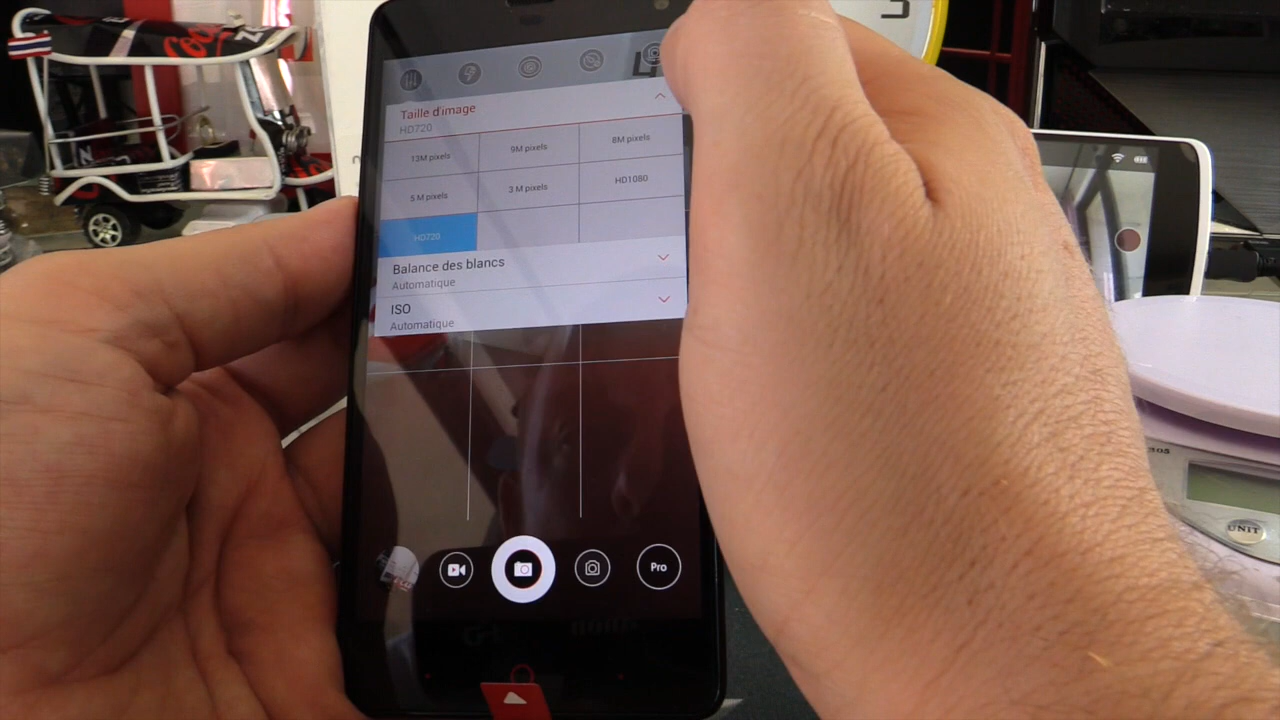 Taille d'image
HD720
13M pixels
9M pixels
8M pixels
5 M pixels
3 M pixels
HD1080
HD720
Balance des blancs
Automatique
ISO
Automatique
Pro
UNIT